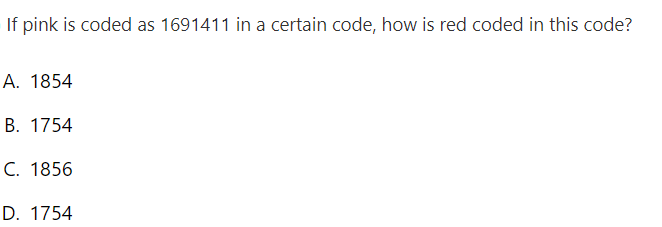 If pink is coded as 1691411 in a certain code, how is red coded in this code?
A. 1854
B. 1754
C. 1856
D. 1754